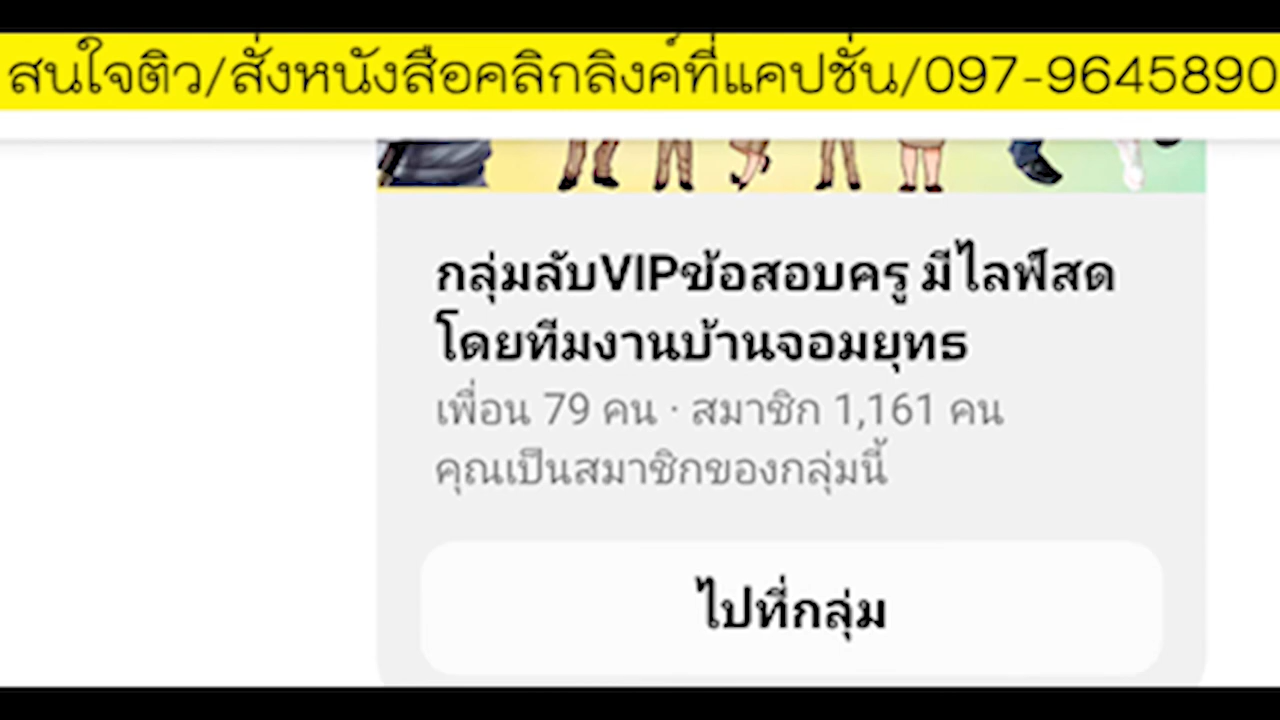 สนใจติว/สั่งหนังสือคลิกลิงค์ที่แคปชั่น/097-9645890
กลุ่มลับVIPข้อสอบครู มีไลฟ์สด
โดยทีมงานบ้านจอมยุทธ
เพื่อน 79 คน · สมาชิก 1,161 คน
คุณเป็นสมาชิกของกลุ่มนี้
ไปที่กลุ่ม